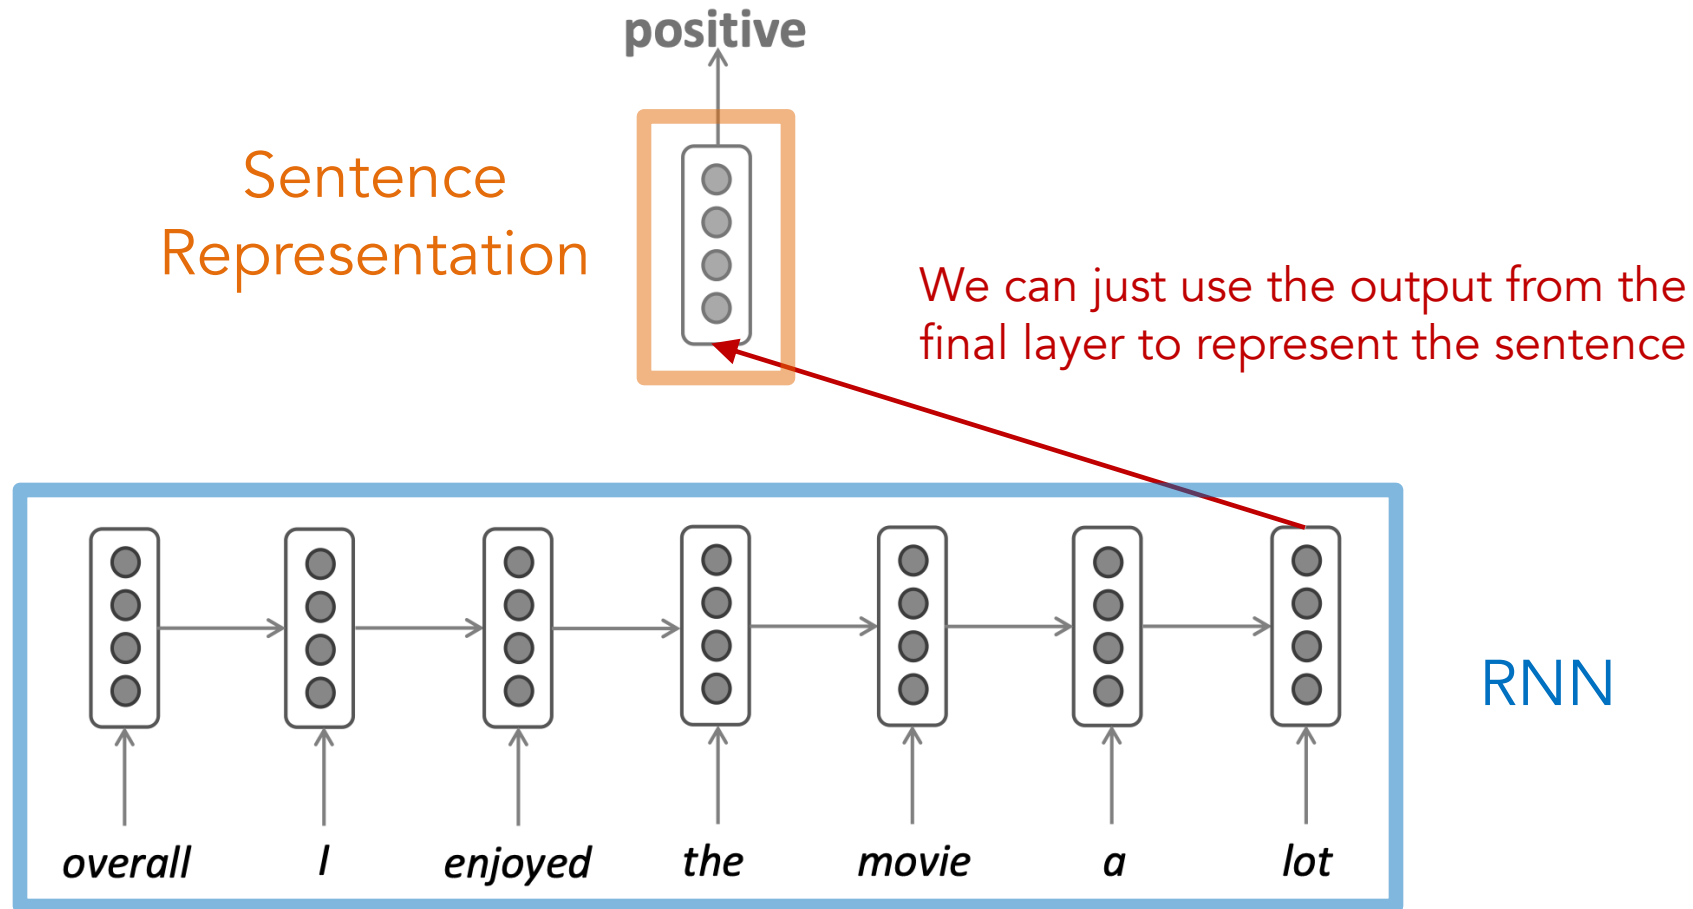 positive
Sentence
Representation
We can just use the output from the
final layer to represent the sentence
RNN
overall I enjoyed the movie a lot